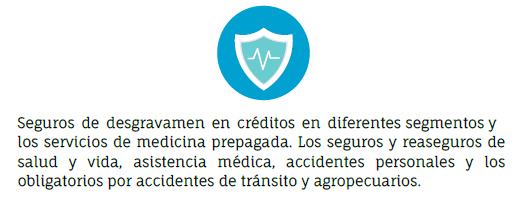 Seguros de desgravamen en créditos en diferentes segmentos y
los servicios de medicina prepagada. Los seguros y reaseguros de
salud y vida, asistencia médica, accidentes personales y los
obligatorios por accidentes de tránsito y agropecuarios.